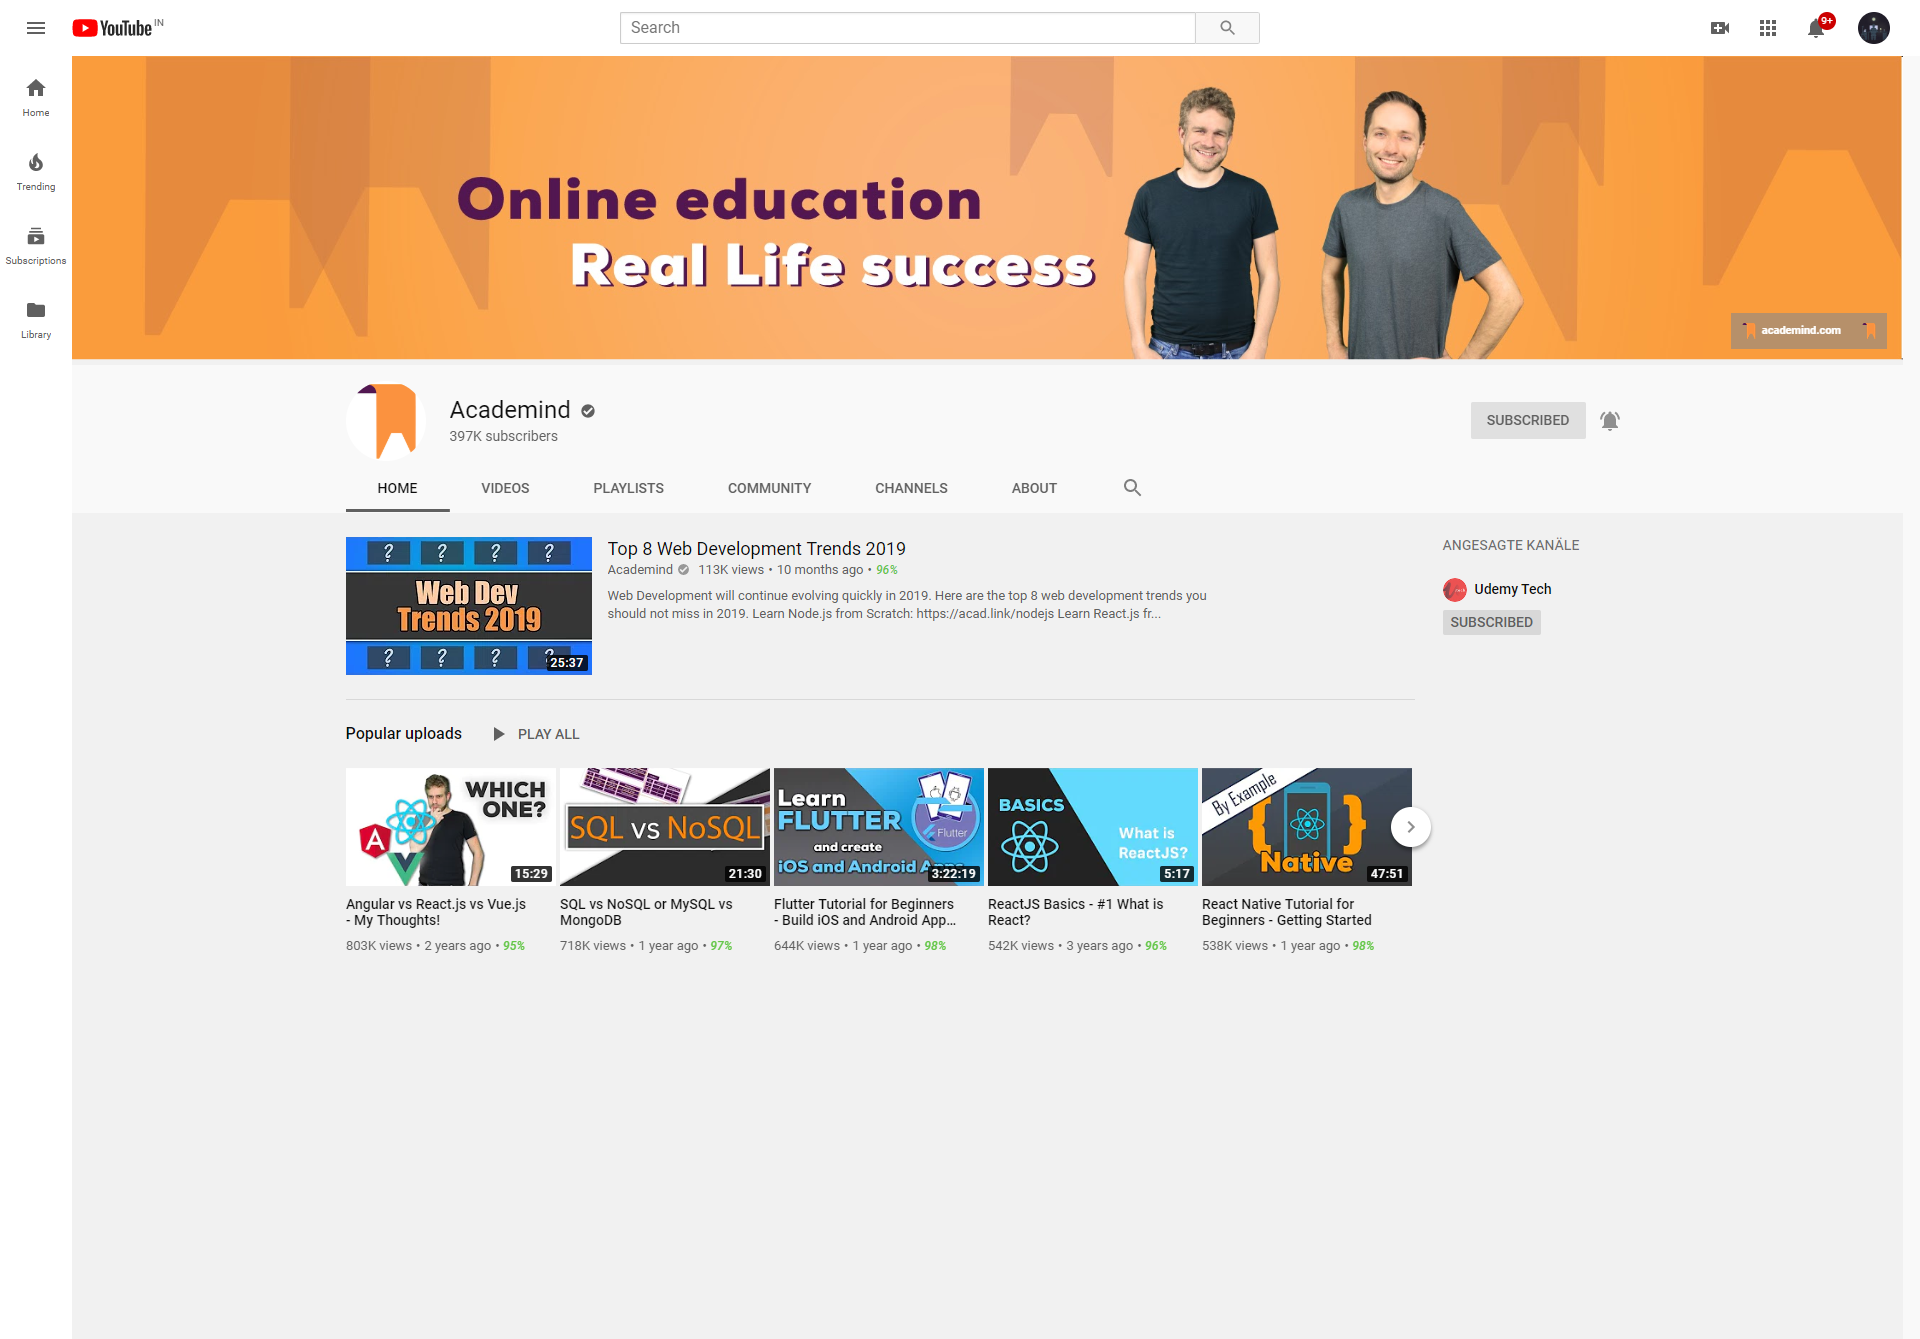 YouTube IN
Search
9+
Home
Trending
Subscriptions
Library
Online education
Real Life success
academind.com
Academind
397K subscribers
SUBSCRIBED
HOME
VIDEOS
PLAYLISTS
COMMUNITY
CHANNELS
ABOUT
? ? ? ?
Web Dev
Trends 2019
? ? ? ?
25:37
Top 8 Web Development Trends 2019
Academind 113K views • 10 months ago • 96%
Web Development will continue evolving quickly in 2019. Here are the top 8 web development trends you
should not miss in 2019. Learn Node.js from Scratch: https://acad.link/nodejs Learn React.js fr...
ANGESAGTE KANÄLE
Udemy Tech
SUBSCRIBED
Popular uploads
PLAY ALL
WHICH
ONE?
A
15:29
Angular vs React.js vs Vue.js
- My Thoughts!
803K views • 2 years ago • 95%
SQL vs NoSQL
21:30
SQL vs NoSQL or MySQL vs
MongoDB
718K views • 1 year ago • 97%
Learn
FLUTTER
and create
iOS and Android Apps
Flutter
3:22:19
Flutter Tutorial for Beginners
- Build iOS and Android App...
644K views • 1 year ago • 98%
BASICS
What is
ReactJS?
5:17
ReactJS Basics - #1 What is
React?
542K views • 3 years ago • 96%
By Example
{ }
Native
47:51
React Native Tutorial for
Beginners - Getting Started
538K views • 1 year ago • 98%